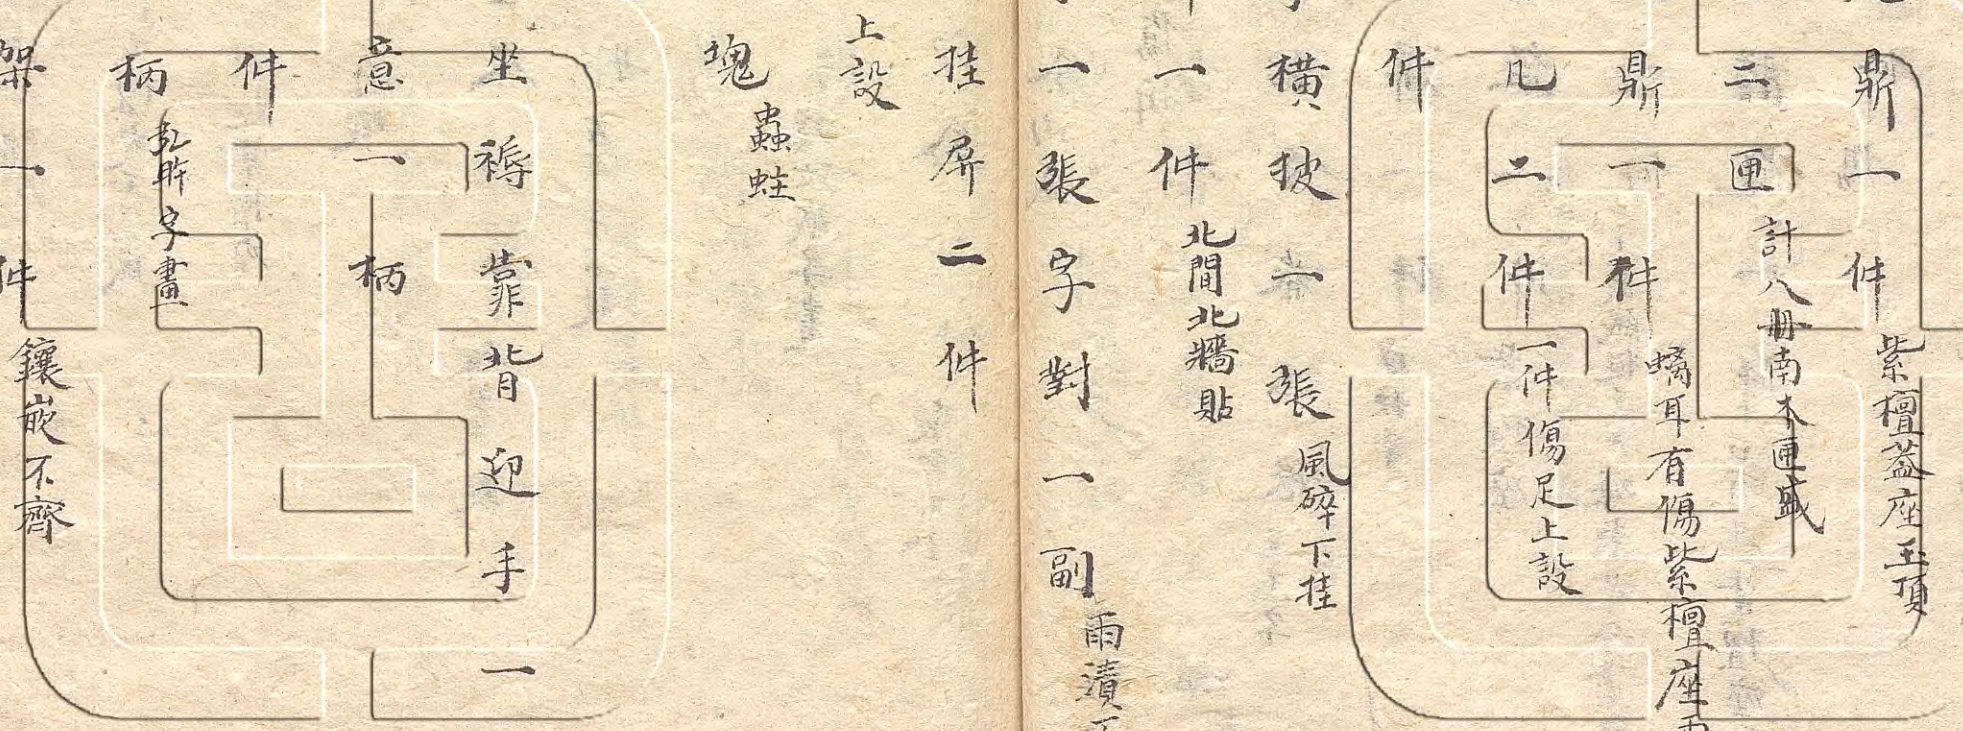 鼎一件紫檀蓋座玉頂
二匣計八冊南木匣盛
鼎一件螭耳有傷紫檀座
几二件一件傷足上設
件
橫披一張風碎下挂
一件北間北牆貼
一張字對一副雨漬
挂屏二件
上設
塊蟲蛀
坐褥靠背迎手一
意一柄
件
柄乾隆字畫
架一件鑲嵌不齊